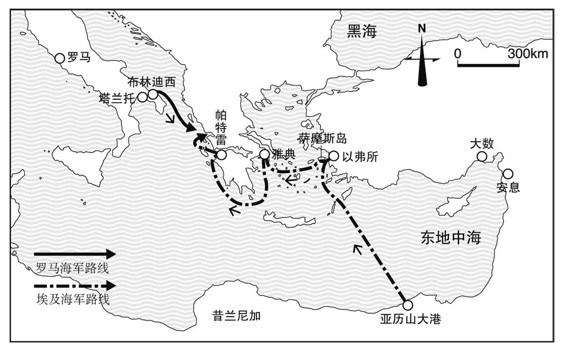 黑海
N
0 300km
罗马
布林迪西
塔兰托
帕特雷
萨摩斯岛
雅典
以弗所
大数
安息
东地中海
罗马海军路线
埃及海军路线
昔兰尼加
亚历山大港